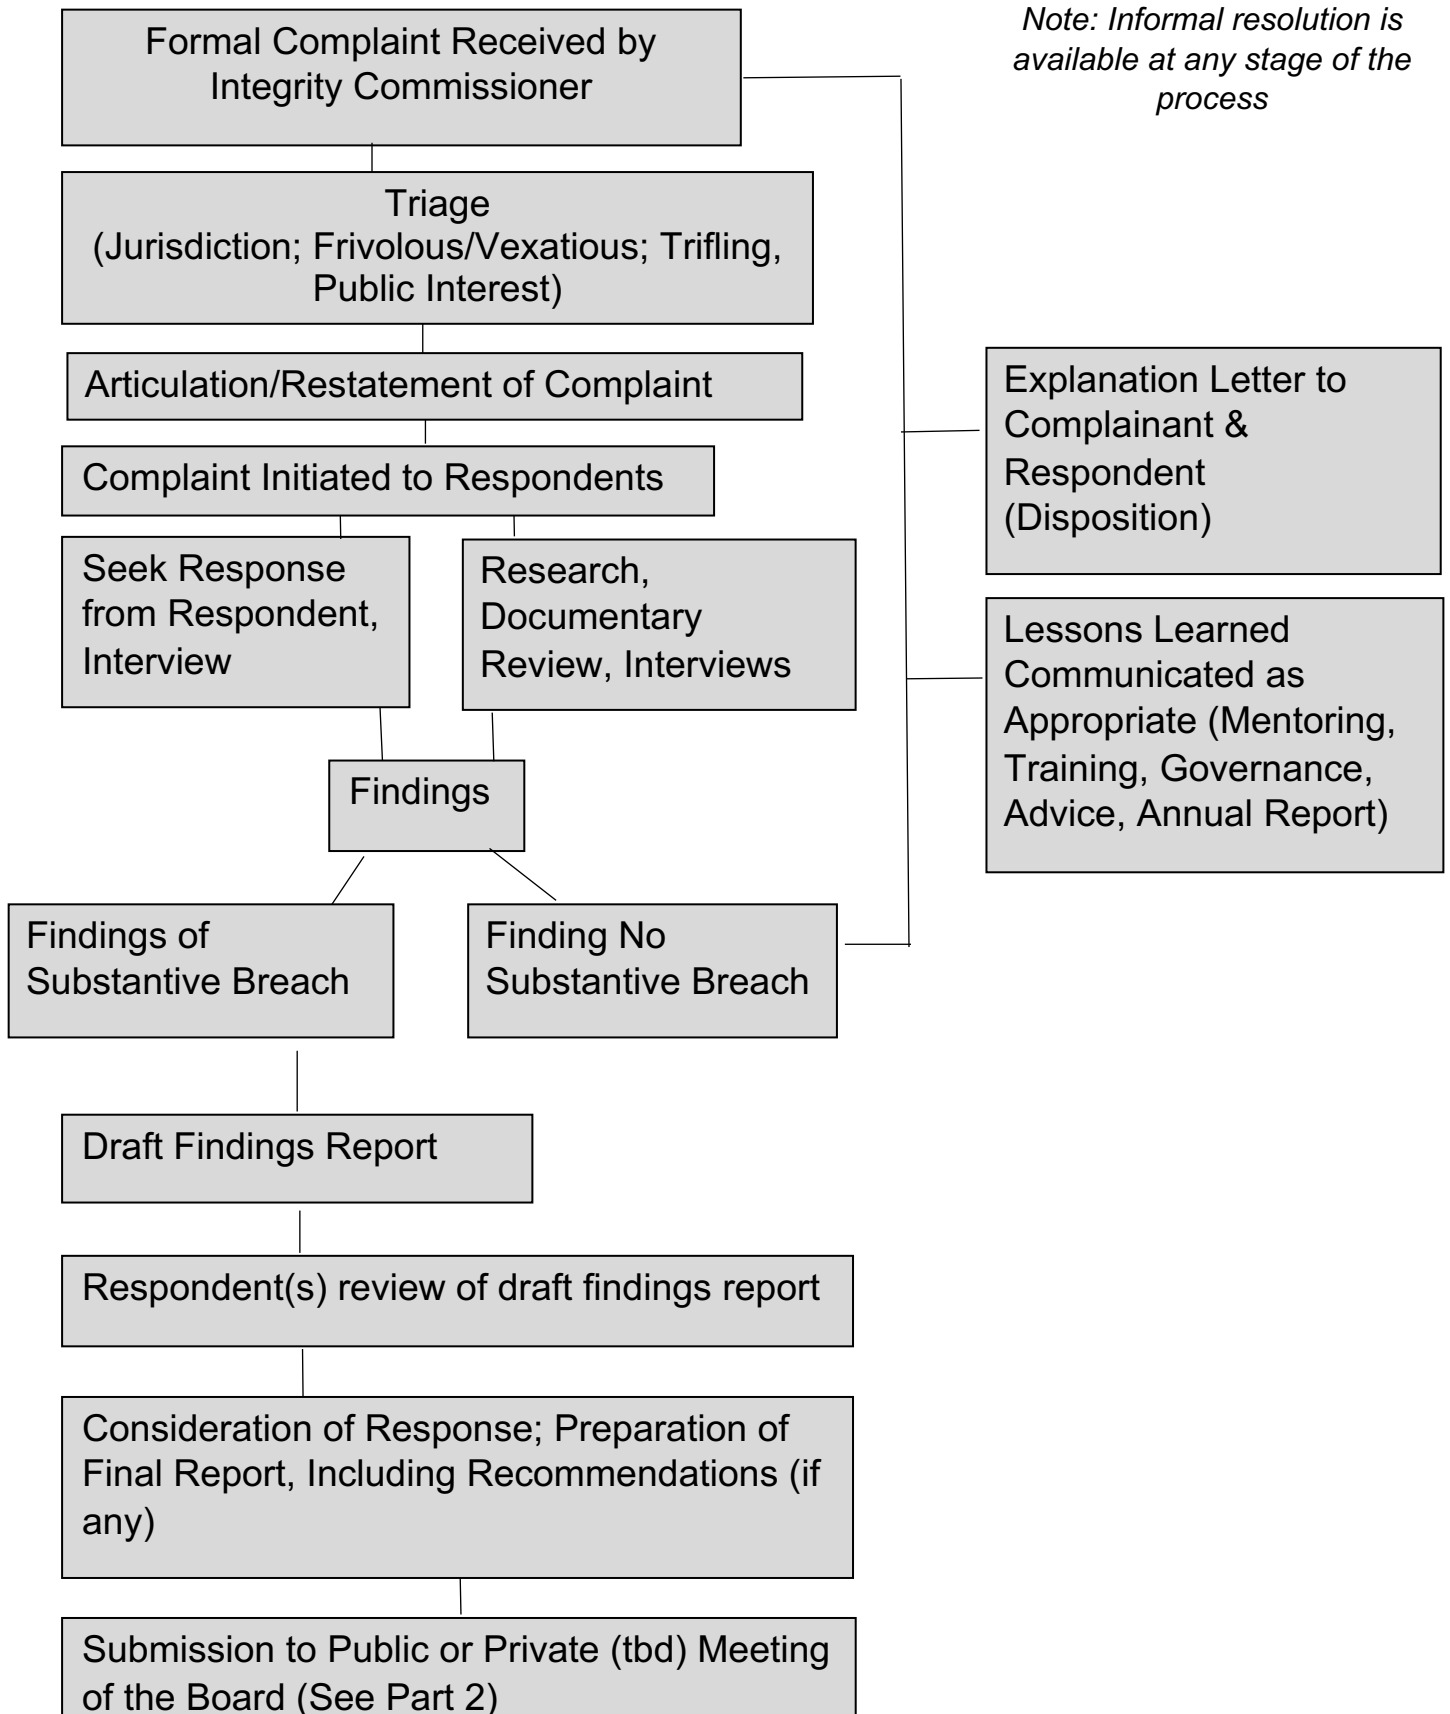 Formal Complaint Received by
Integrity Commissioner
Note: Informal resolution is
available at any stage of the
process
Triage
(Jurisdiction; Frivolous/Vexatious; Trifling,
Public Interest)
Articulation/Restatement of Complaint
Complaint Initiated to Respondents
Seek Response
from Respondent,
Interview
Research,
Documentary
Review, Interviews
Explanation Letter to
Complainant &
Respondent
(Disposition)
Lessons Learned
Communicated as
Appropriate (Mentoring,
Training, Governance,
Advice, Annual Report)
Findings
Findings of
Substantive Breach
Finding No
Substantive Breach
Draft Findings Report
Respondent(s) review of draft findings report
Consideration of Response; Preparation of
Final Report, Including Recommendations (if
any)
Submission to Public or Private (tbd) Meeting
of the Board (See Part 2)